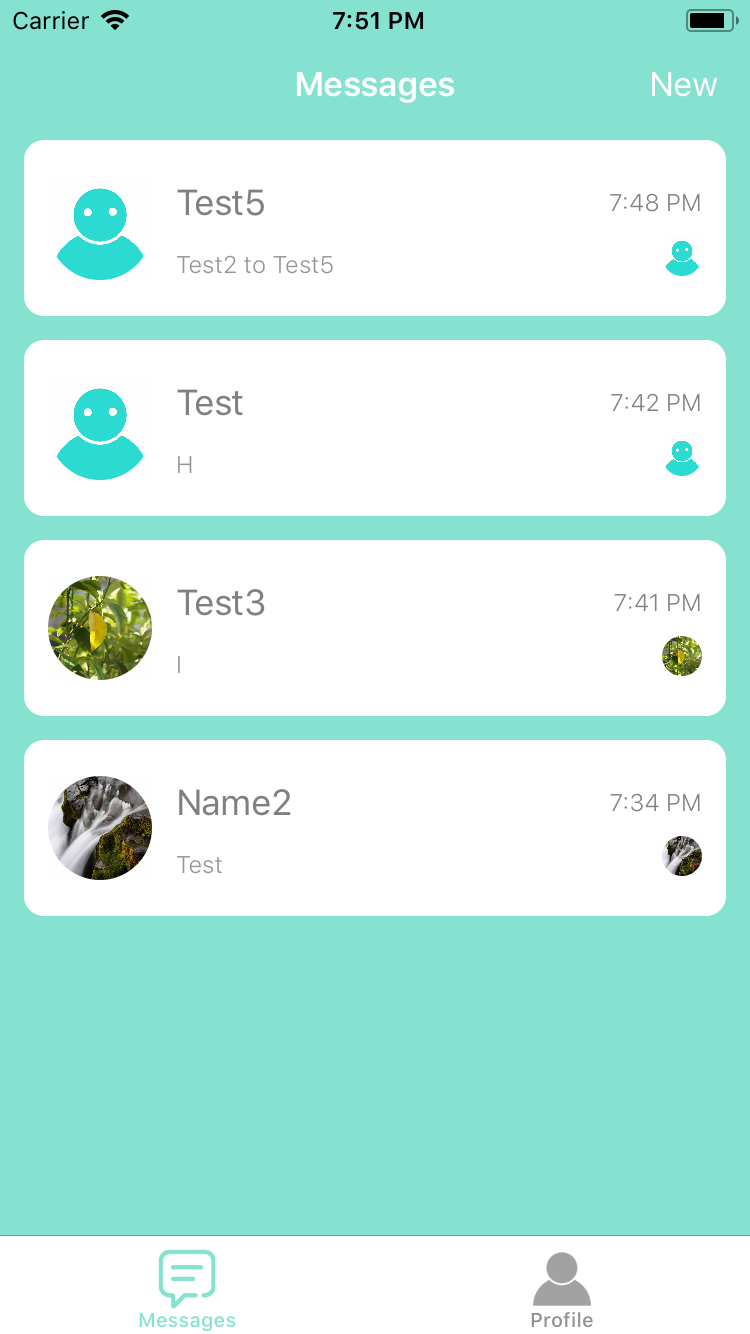 Carrier 7:51 PM
Messages New
Test5 7:48 PM
Test2 to Test5
Test 7:42 PM
H
Test3 7:41 PM
I
Name2 7:34 PM
Test
Messages Profile